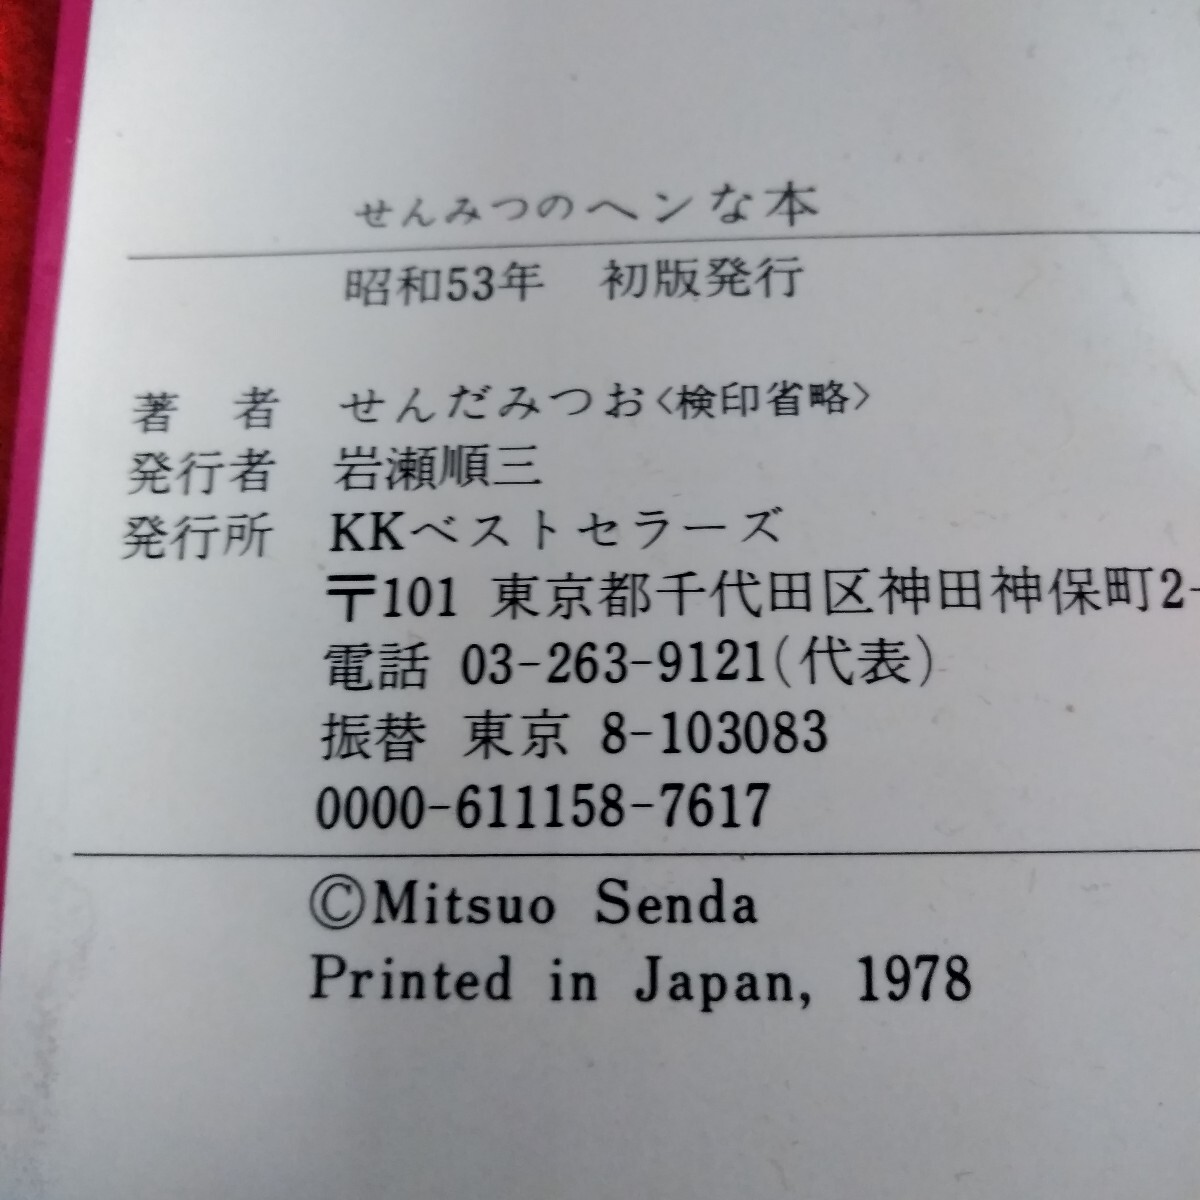 せんみつのヘンな本
昭和53年 初版発行
著 者 せんだみつお〈検印省略〉
発行者 岩瀬順三
発行所 KKベストセラーズ
〒101 東京都千代田区神田神保町2-
電話 03-263-9121(代表)
振替 東京 8-103083
0000-611158-7617
©Mitsuo Senda
Printed in Japan, 1978